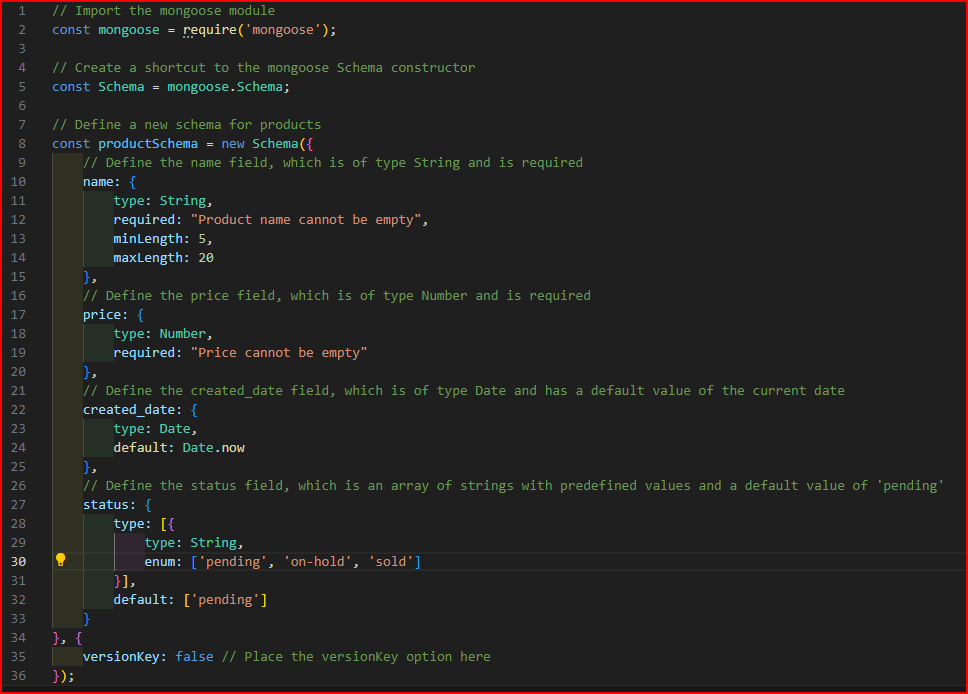 1 // Import the mongoose module
2 const mongoose = require('mongoose');
3
4 // Create a shortcut to the mongoose Schema constructor
5 const Schema = mongoose.Schema;
6
7 // Define a new schema for products
8 const productSchema = new Schema({
9     // Define the name field, which is of type String and is required
10     name: {
11         type: String,
12         required: "Product name cannot be empty",
13         minLength: 5,
14         maxLength: 20
15     },
16     // Define the price field, which is of type Number and is required
17     price: {
18         type: Number,
19         required: "Price cannot be empty"
20     },
21     // Define the created_date field, which is of type Date and has a default value of the current date
22     created_date: {
23         type: Date,
24         default: Date.now
25     },
26     // Define the status field, which is an array of strings with predefined values and a default value of 'pending'
27     status: {
28         type: [{
29             type: String,
30             enum: ['pending', 'on-hold', 'sold']
31         }],
32         default: ['pending']
33     }
34 }, {
35     versionKey: false // Place the versionKey option here
36 });